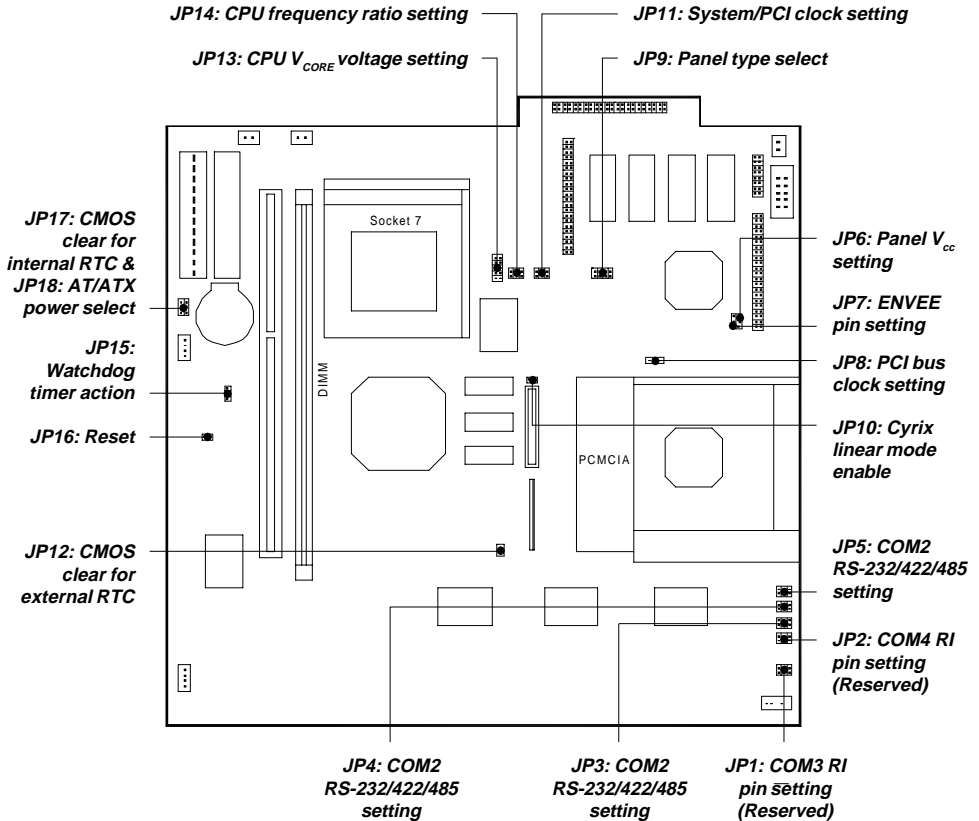 JP14: CPU frequency ratio setting
JP11: System/PCI clock setting
JP13: CPU VCORE voltage setting
JP9: Panel type select
JP17: CMOS
clear for
internal RTC &
JP18: AT/ATX
power select
JP15:
Watchdog
timer action
JP16: Reset
JP12: CMOS
clear for
external RTC
Socket 7
DIMM
PCMCIA
JP6: Panel Vcc
setting
JP7: ENVEE
pin setting
JP8: PCI bus
clock setting
JP10: Cyrix
linear mode
enable
JP5: COM2
RS-232/422/485
setting
JP2: COM4 RI
pin setting
(Reserved)
JP4: COM2
RS-232/422/485
setting
JP3: COM2
RS-232/422/485
setting
JP1: COM3 RI
pin setting
(Reserved)